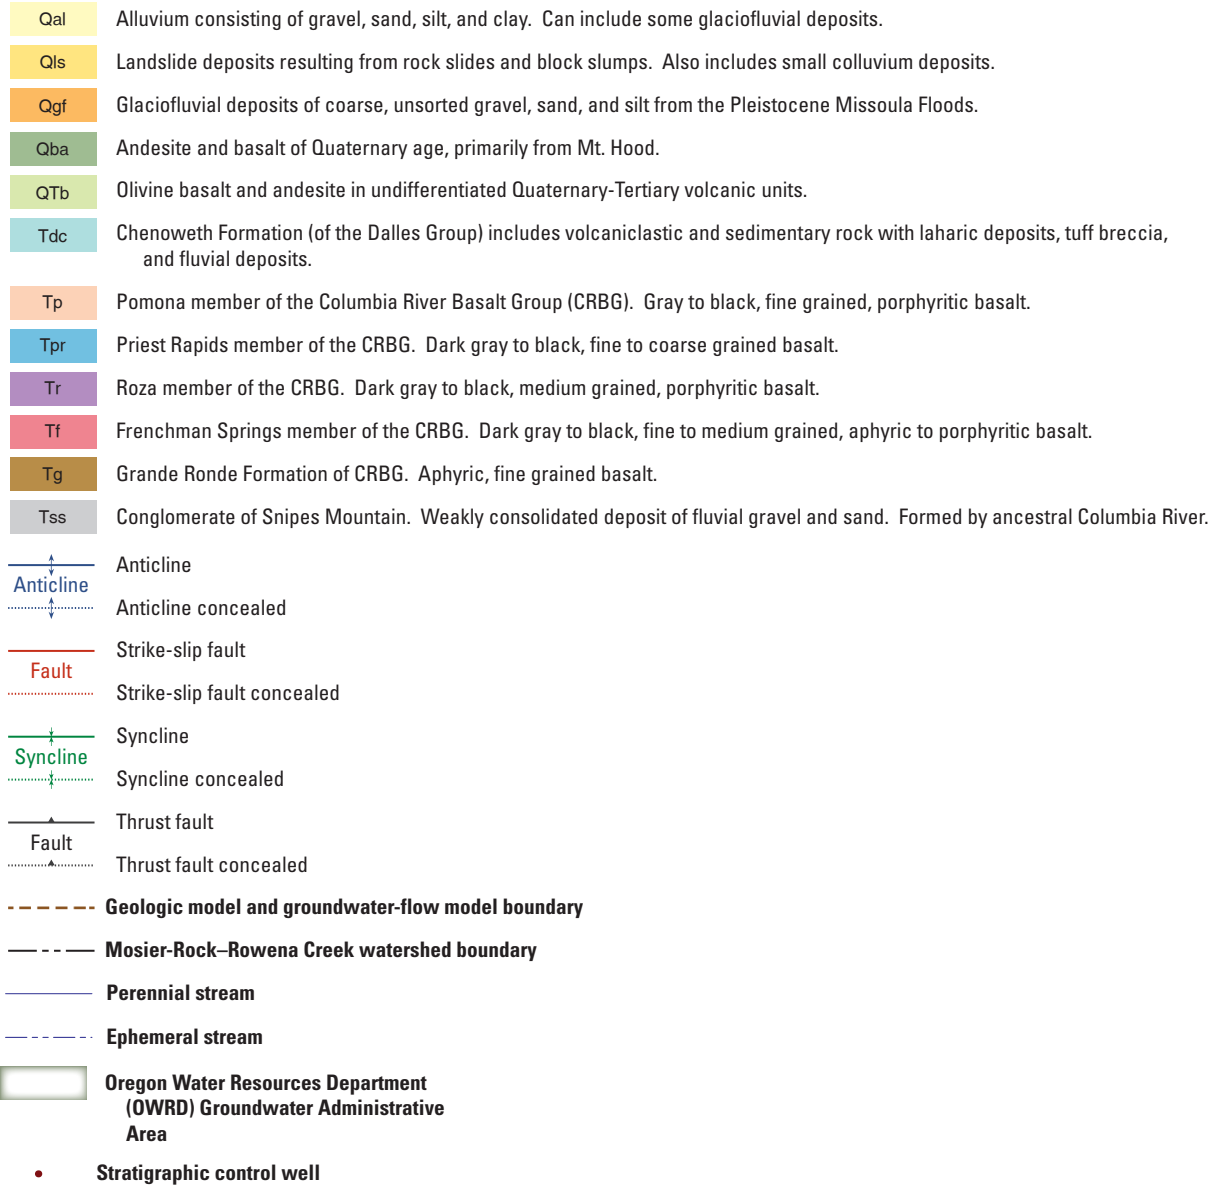 Qal Alluvium consisting of gravel, sand, silt, and clay. Can include some glaciofluvial deposits.
Qls Landslide deposits resulting from rock slides and block slumps. Also includes small colluvium deposits.
Qgf Glaciofluvial deposits of coarse, unsorted gravel, sand, and silt from the Pleistocene Missoula Floods.
Qba Andesite and basalt of Quaternary age, primarily from Mt. Hood.
QTb Olivine basalt and andesite in undifferentiated Quaternary-Tertiary volcanic units.
Tdc Chenoweth Formation (of the Dalles Group) includes volcaniclastic and sedimentary rock with laharic deposits, tuff breccia,
and fluvial deposits.
Tp Pomona member of the Columbia River Basalt Group (CRBG). Gray to black, fine grained, porphyritic basalt.
Tpr Priest Rapids member of the CRBG. Dark gray to black, fine to coarse grained basalt.
Tr Roza member of the CRBG. Dark gray to black, medium grained, porphyritic basalt.
Tf Frenchman Springs member of the CRBG. Dark gray to black, fine to medium grained, aphyric to porphyritic basalt.
Tg Grande Ronde Formation of CRBG. Aphyric, fine grained basalt.
Tss Conglomerate of Snipes Mountain. Weakly consolidated deposit of fluvial gravel and sand. Formed by ancestral Columbia River.
Anticline
Anticline
Anticline concealed
Strike-slip fault
Fault
Strike-slip fault concealed
Syncline
Syncline
Syncline concealed
Thrust fault
Fault
Thrust fault concealed
Geologic model and groundwater-flow model boundary
Mosier-Rock–Rowena Creek watershed boundary
Perennial stream
Ephemeral stream
Oregon Water Resources Department
(OWRD) Groundwater Administrative
Area
Stratigraphic control well